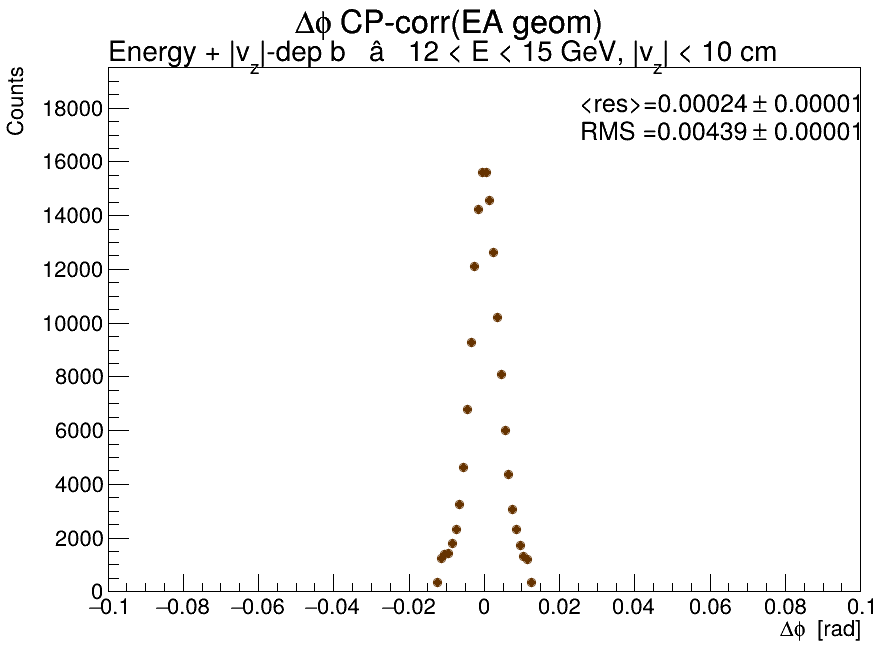 Δϕ CP-corr(EA geom)
Energy + |v_z|-dep b â 12 < E < 15 GeV, |v_z| < 10 cm
Counts
<res>=0.00024 ± 0.00001
RMS =0.00439 ± 0.00001
18000
16000
14000
12000
10000
8000
6000
4000
2000
0
−0.1 −0.08 −0.06 −0.04 −0.02 0 0.02 0.04 0.06 0.08 0.1
Δϕ [rad]